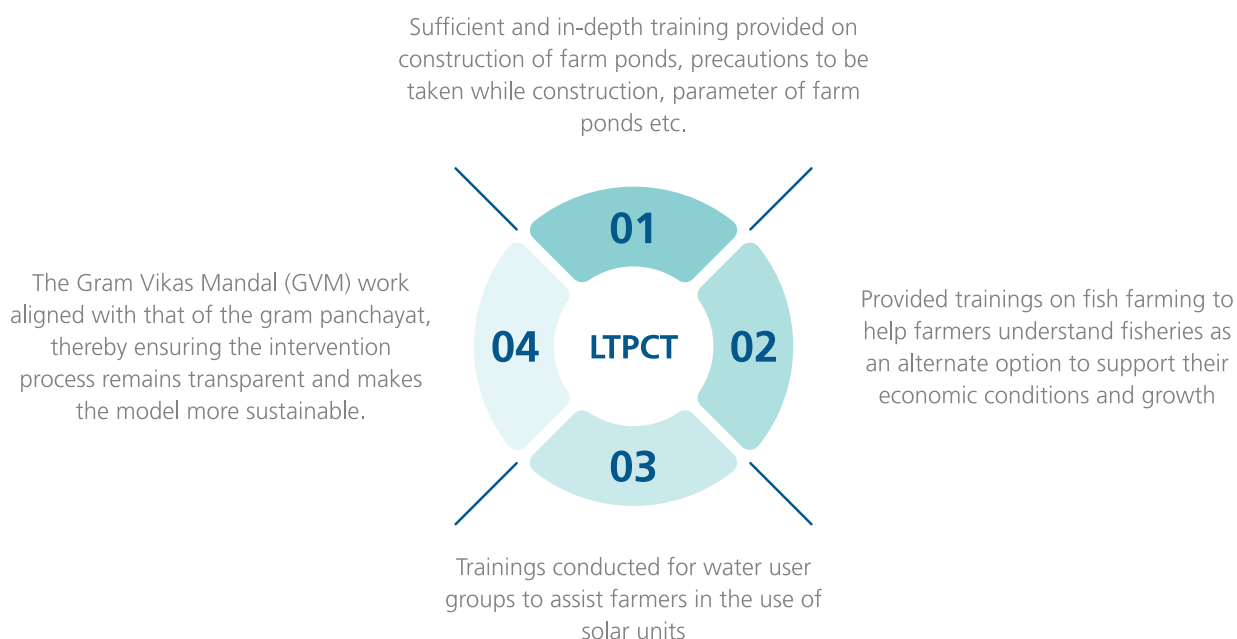 Sufficient and in-depth training provided on
construction of farm ponds, precautions to be
taken while construction, parameter of farm
ponds etc.
01
The Gram Vikas Mandal (GVM) work
aligned with that of the gram panchayat,
thereby ensuring the intervention
process remains transparent and makes
the model more sustainable.
04
LTPCT
02
Provided trainings on fish farming to
help farmers understand fisheries as
an alternate option to support their
economic conditions and growth
03
Trainings conducted for water user
groups to assist farmers in the use of
solar units